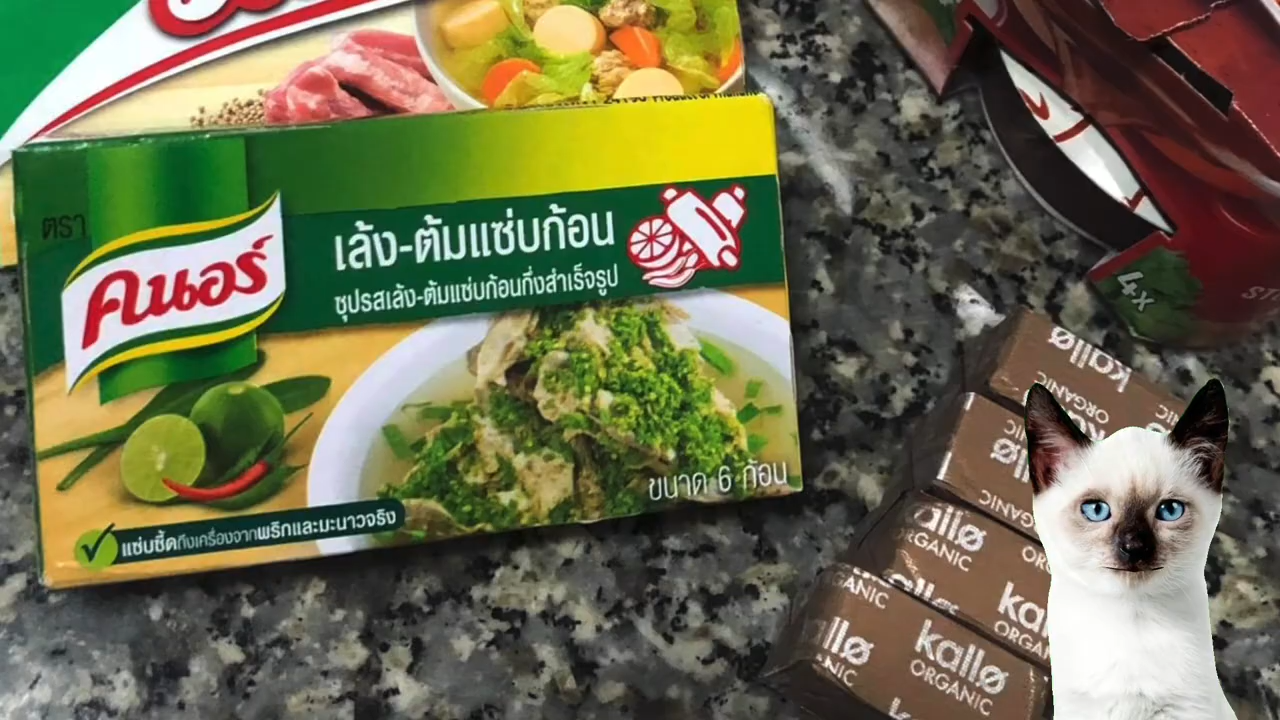 ตรา
คนอร์
เล้ง-ต้มแซ่บก้อน
ซุปรสเล้ง-ต้มแซ่บก้อนกึ่งสำเร็จรูป
ขนาด 6 ก้อน
แซ่บซี้ดถึงเครื่องจากพริกและมะนาวจริง
4x
kallø
ORGANIC
ORGANIC
kallø
ORGANIC
kallø
ORGANIC